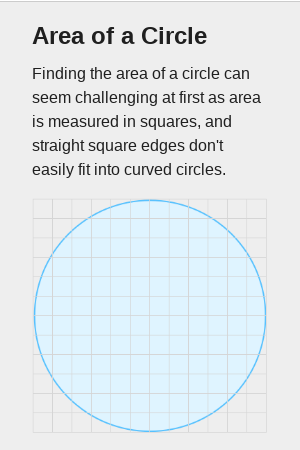 Area of a Circle
Finding the area of a circle can
seem challenging at first as area
is measured in squares, and
straight square edges don't
easily fit into curved circles.